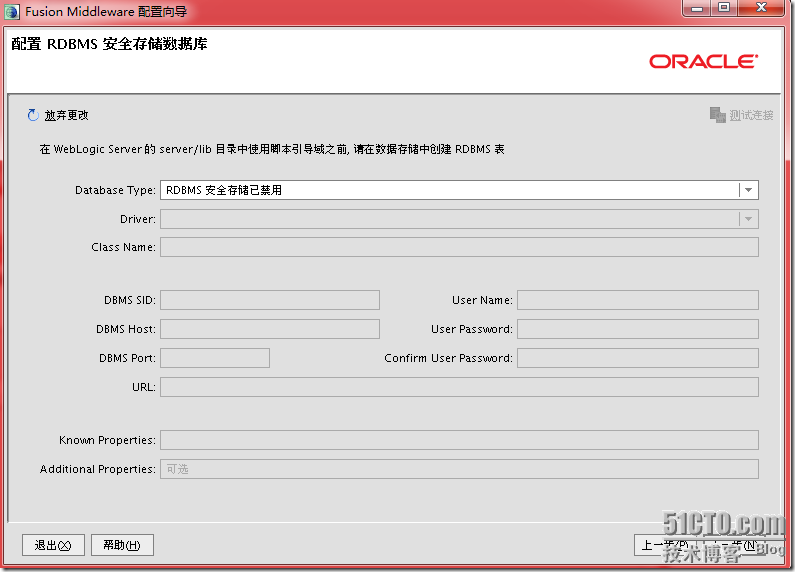 Fusion Middleware 配置向导
配置 RDBMS 安全存储数据库
ORACLE
放弃更改
测试连接
在 WebLogic Server 的 server/lib 目录中使用脚本引导域之前, 请在数据存储中创建 RDBMS 表
Database Type: RDBMS 安全存储已禁用
Driver:
Class Name:
DBMS SID:
User Name:
DBMS Host:
User Password:
DBMS Port:
Confirm User Password:
URL:
Known Properties:
Additional Properties: 可选
退出(X)
帮助(H)
上一步(P)
51CTO.com
技术博客 Blog